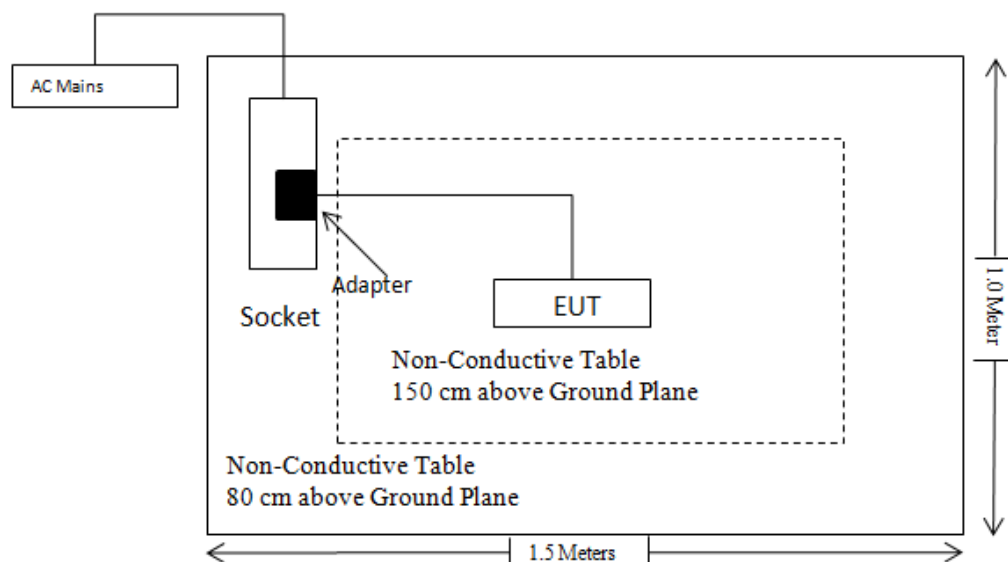 AC Mains
Adapter
Socket
EUT
Non-Conductive Table
150 cm above Ground Plane
Non-Conductive Table
80 cm above Ground Plane
1.0 Meter
1.5 Meters